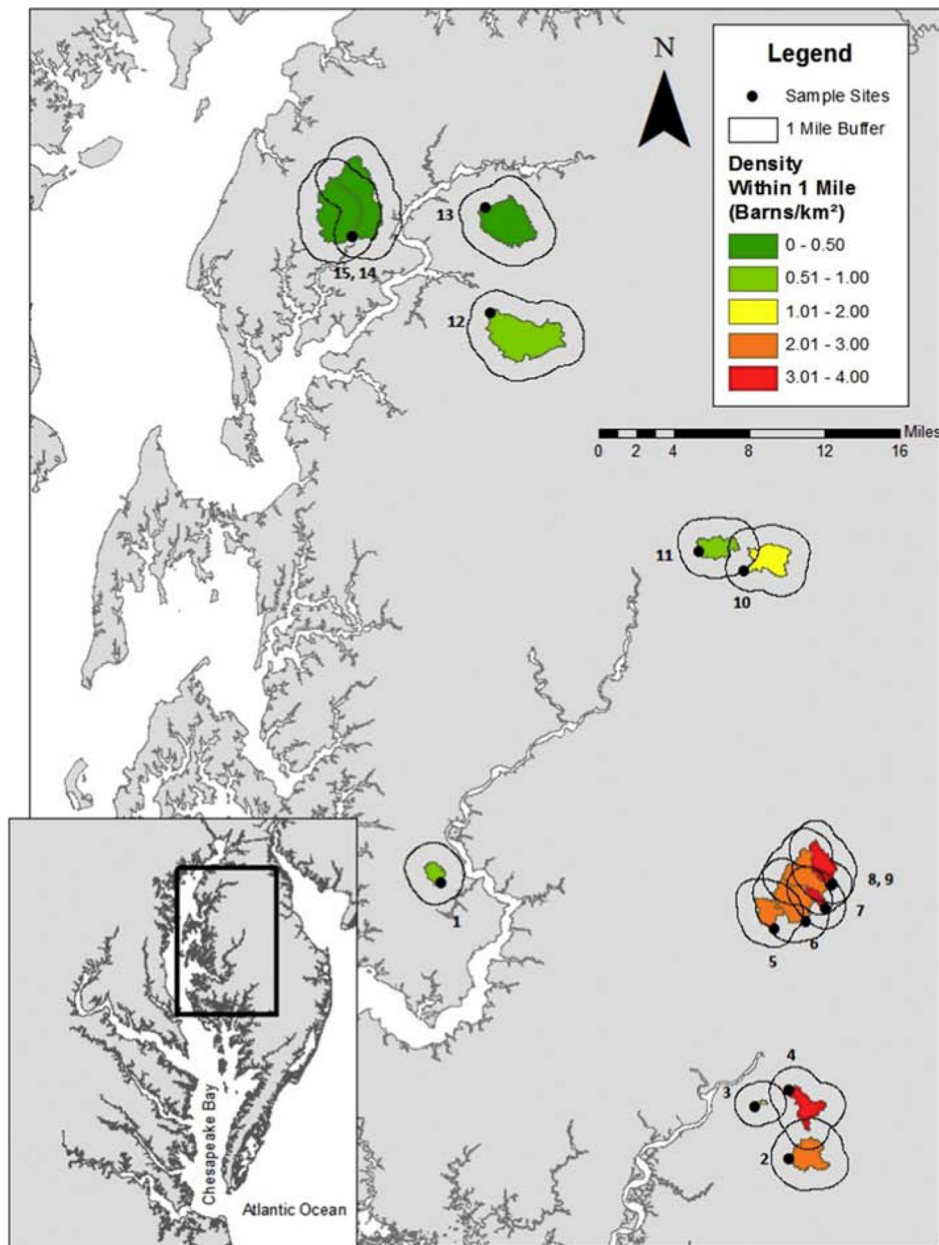 N
Legend
Sample Sites
1 Mile Buffer
Density
Within 1 Mile
(Barns/km²)
0 - 0.50
0.51 - 1.00
1.01 - 2.00
2.01 - 3.00
3.01 - 4.00
Miles
0 2 4 8 12 16
13
15, 14
12
11
10
1
8, 9
7
6
5
4
3
2
Chesapeake Bay
Atlantic Ocean